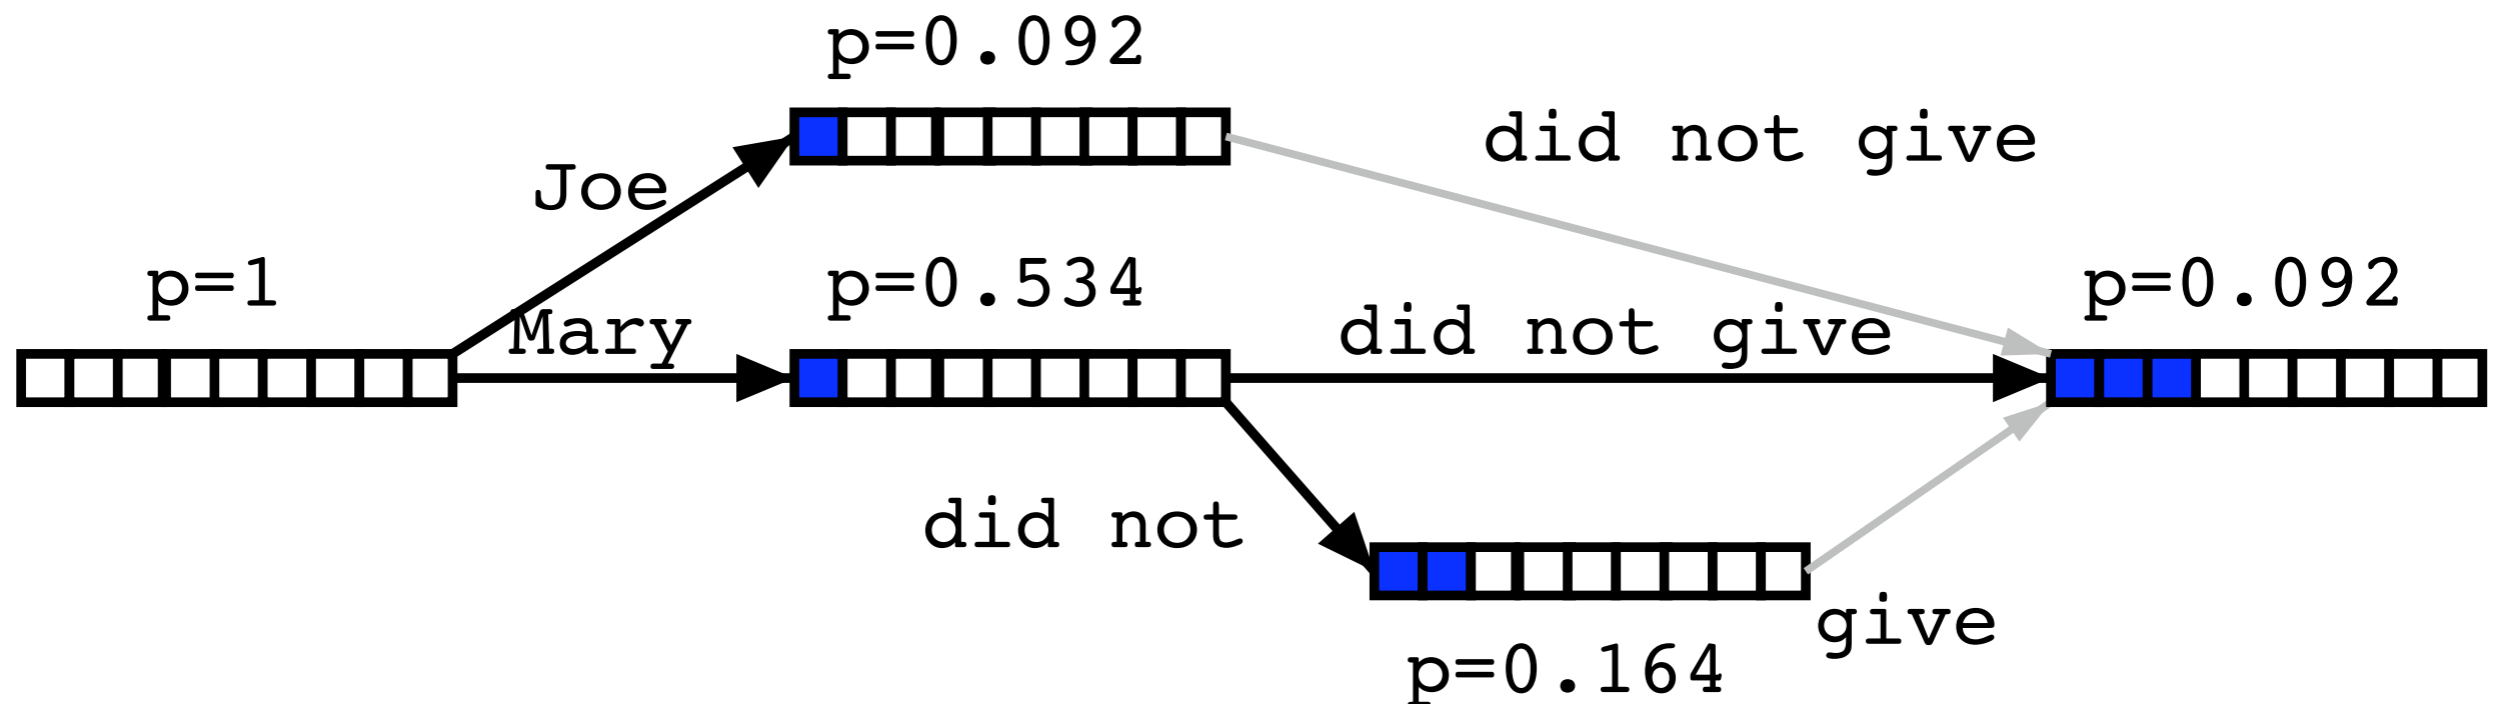 p=0.092
did not give
Joe
p=1
p=0.534
p=0.092
Mary
did not give
did not
give
p=0.164